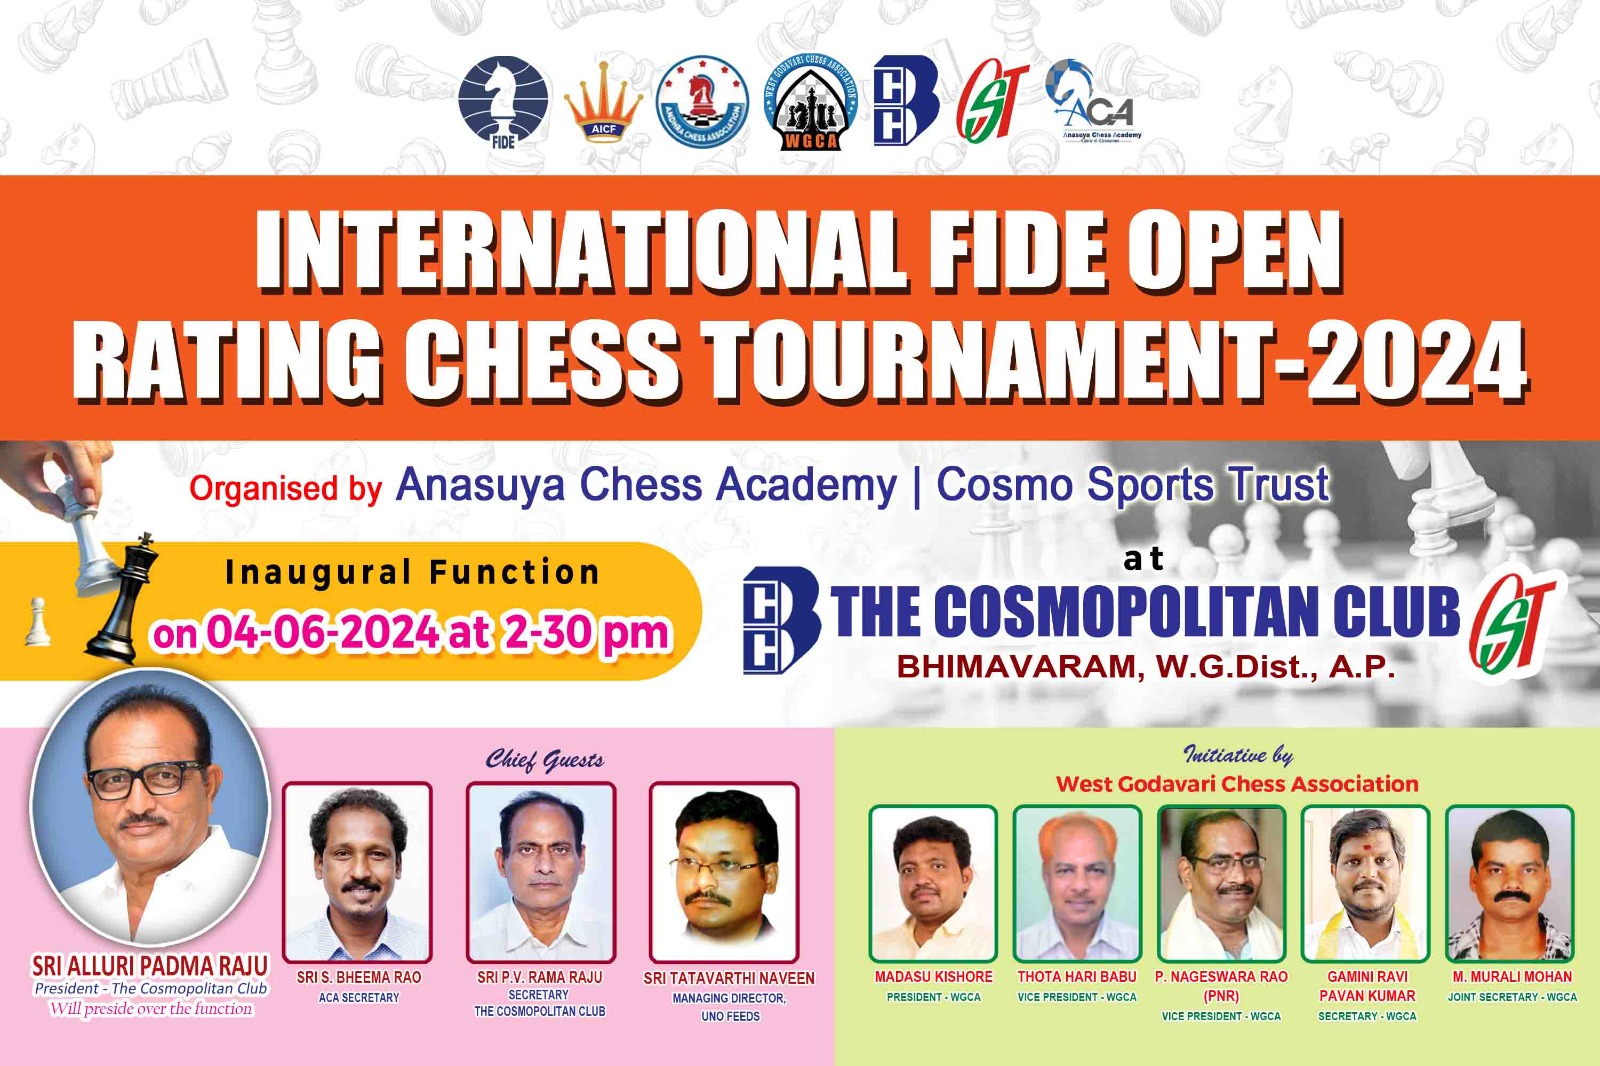 FIDE
AICF
ANDHRA CHESS ASSOCIATION
WEST GODAVARI CHESS ASSOCIATION
WGCA
CCB
CST
ACA
Anasuya Chess Academy
INTERNATIONAL FIDE OPEN
RATING CHESS TOURNAMENT-2024
Organised by Anasuya Chess Academy | Cosmo Sports Trust
Inaugural Function
on 04-06-2024 at 2-30 pm
at
CCB THE COSMOPOLITAN CLUB CST
BHIMAVARAM, W.G.Dist., A.P.
SRI ALLURI PADMA RAJU
President - The Cosmopolitan Club
Will preside over the function
Chief Guests
SRI S. BHEEMA RAO
ACA SECRETARY
SRI P.V. RAMA RAJU
SECRETARY
THE COSMOPOLITAN CLUB
SRI TATAVARTHI NAVEEN
MANAGING DIRECTOR,
UNO FEEDS
Initiative by
West Godavari Chess Association
MADASU KISHORE
PRESIDENT - WGCA
THOTA HARI BABU
VICE PRESIDENT - WGCA
P. NAGESWARA RAO
(PNR)
VICE PRESIDENT - WGCA
GAMINI RAVI
PAVAN KUMAR
SECRETARY - WGCA
M. MURALI MOHAN
JOINT SECRETARY - WGCA